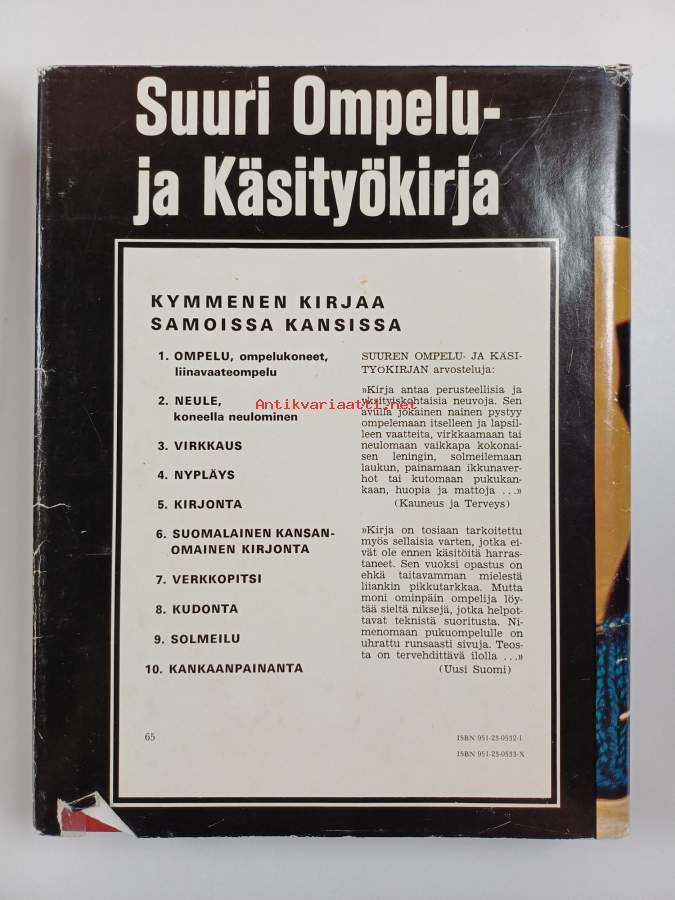 Suuri Ompelu-
ja Käsityökirja
KYMMENEN KIRJAA
SAMOISSA KANSISSA
1. OMPELU, ompelukoneet,
liinavaateompelu
2. NEULE,
koneella neulominen
3. VIRKKAUS
4. NYPLÄYS
5. KIRJONTA
6. SUOMALAINEN KANSAN-
OMAINEN KIRJONTA
7. VERKKOPITSI
8. KUDONTA
9. SOLMEILU
10. KANKAANPAINANTA
65
SUUREN OMPELU- JA KÄSI-
TYÖKIRJAN arvosteluja:
»Kirja antaa perusteellisia ja
yksityiskohtaisia neuvoja. Sen
avulla jokainen nainen pystyy
ompelemaan itselleen ja lapsil-
leen vaatteita, virkkaamaan tai
neulomaan vaikkapa kokonai-
sen leningin, solmeilemaan
laukun, painamaan ikkunaver-
hot tai kutomaan pukukan-
kaan, huopia ja mattoja ...»
(Kauneus ja Terveys)
»Kirja on tosiaan tarkoitettu
myös sellaisia varten, jotka ei-
vät ole ennen käsitöitä harras-
taneet. Sen vuoksi opastus on
ehkä taitavamman mielestä
liiankin pikkutarkkaa. Mutta
moni ominpäin ompelija löy-
tää sieltä niksejä, jotka helpot-
tavat teknistä suoritusta. Ni-
menomaan pukuompelulle on
uhrattu runsaasti sivuja. Teos-
ta on tervehdittävä ilolla ...»
(Uusi Suomi)
ISBN 951-23-0532-1
ISBN 951-23-0533-X
Antikvariaatti.net